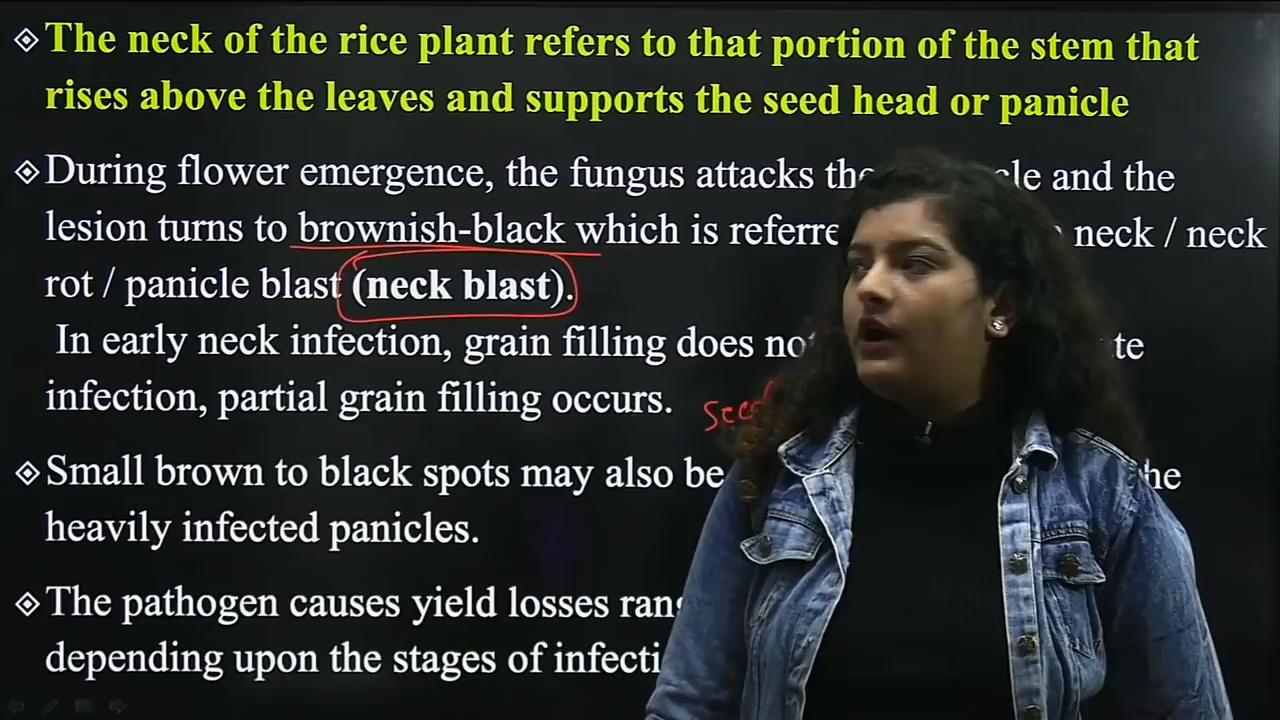 The neck of the rice plant refers to that portion of the stem that
rises above the leaves and supports the seed head or panicle
During flower emergence, the fungus attacks the and the
lesion turns to brownish-black which is neck / neck
rot / panicle blast (neck blast).
In early neck infection, grain filling does
infection, partial grain filling occurs.
Small brown to black spots may also be
heavily infected panicles.
The pathogen causes yield losses
depending upon the stages of